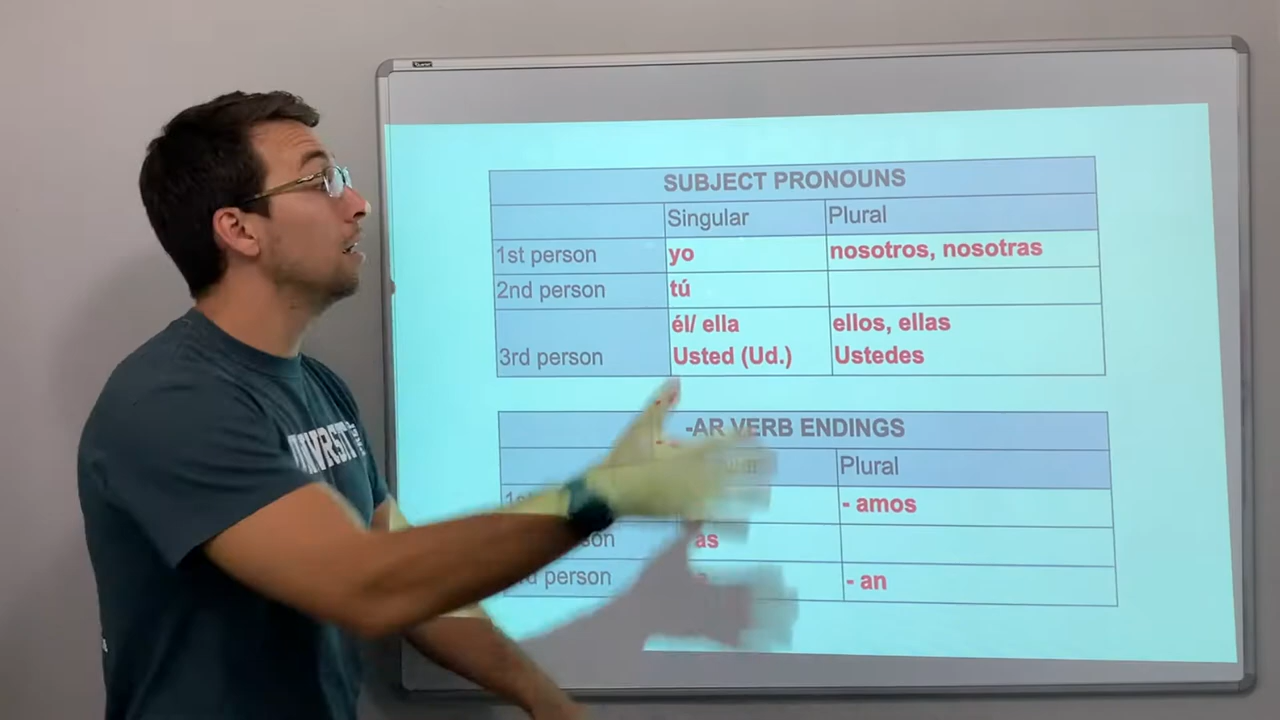 SUBJECT PRONOUNS
Singular Plural
1st person yo nosotros, nosotras
2nd person tú
él/ ella ellos, ellas
3rd person Usted (Ud.) Ustedes
-AR VERB ENDINGS
Plural
- amos
as
person - an